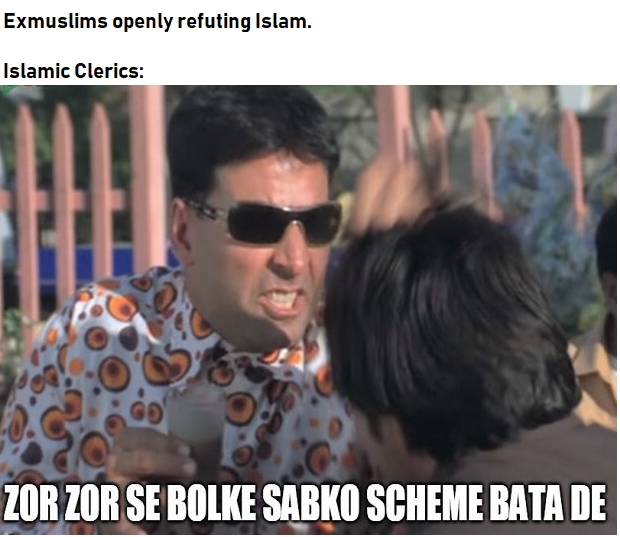 Exmuslims openly refuting Islam.
Islamic Clerics:
ZOR ZOR SE BOLKE SABKO SCHEME BATA DE